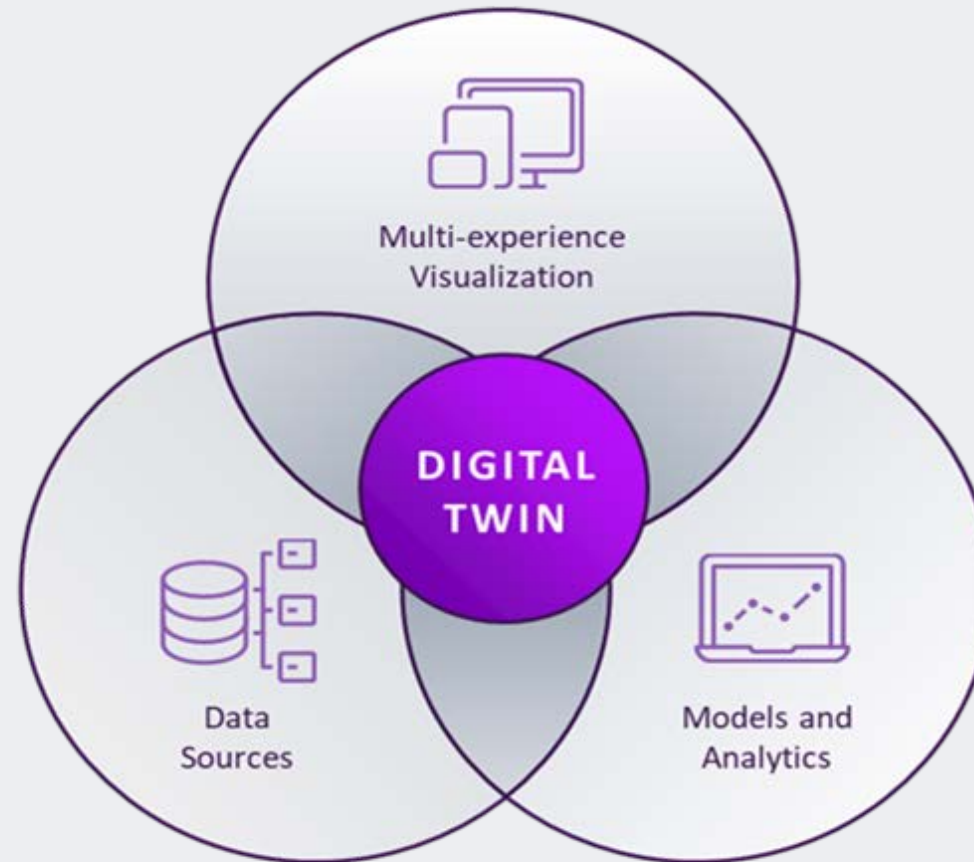 Multi-experience
Visualization
DIGITAL
TWIN
Data
Sources
Models and
Analytics